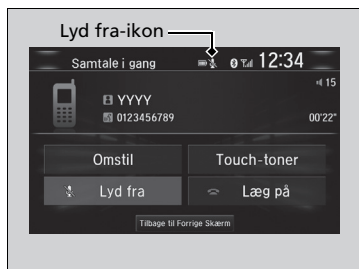 Lyd fra-ikon
Samtale i gang 12:34
15
YYYY
0123456789 00'22"
Omstil Touch-toner
Lyd fra Læg på
Tilbage til Forrige Skærm